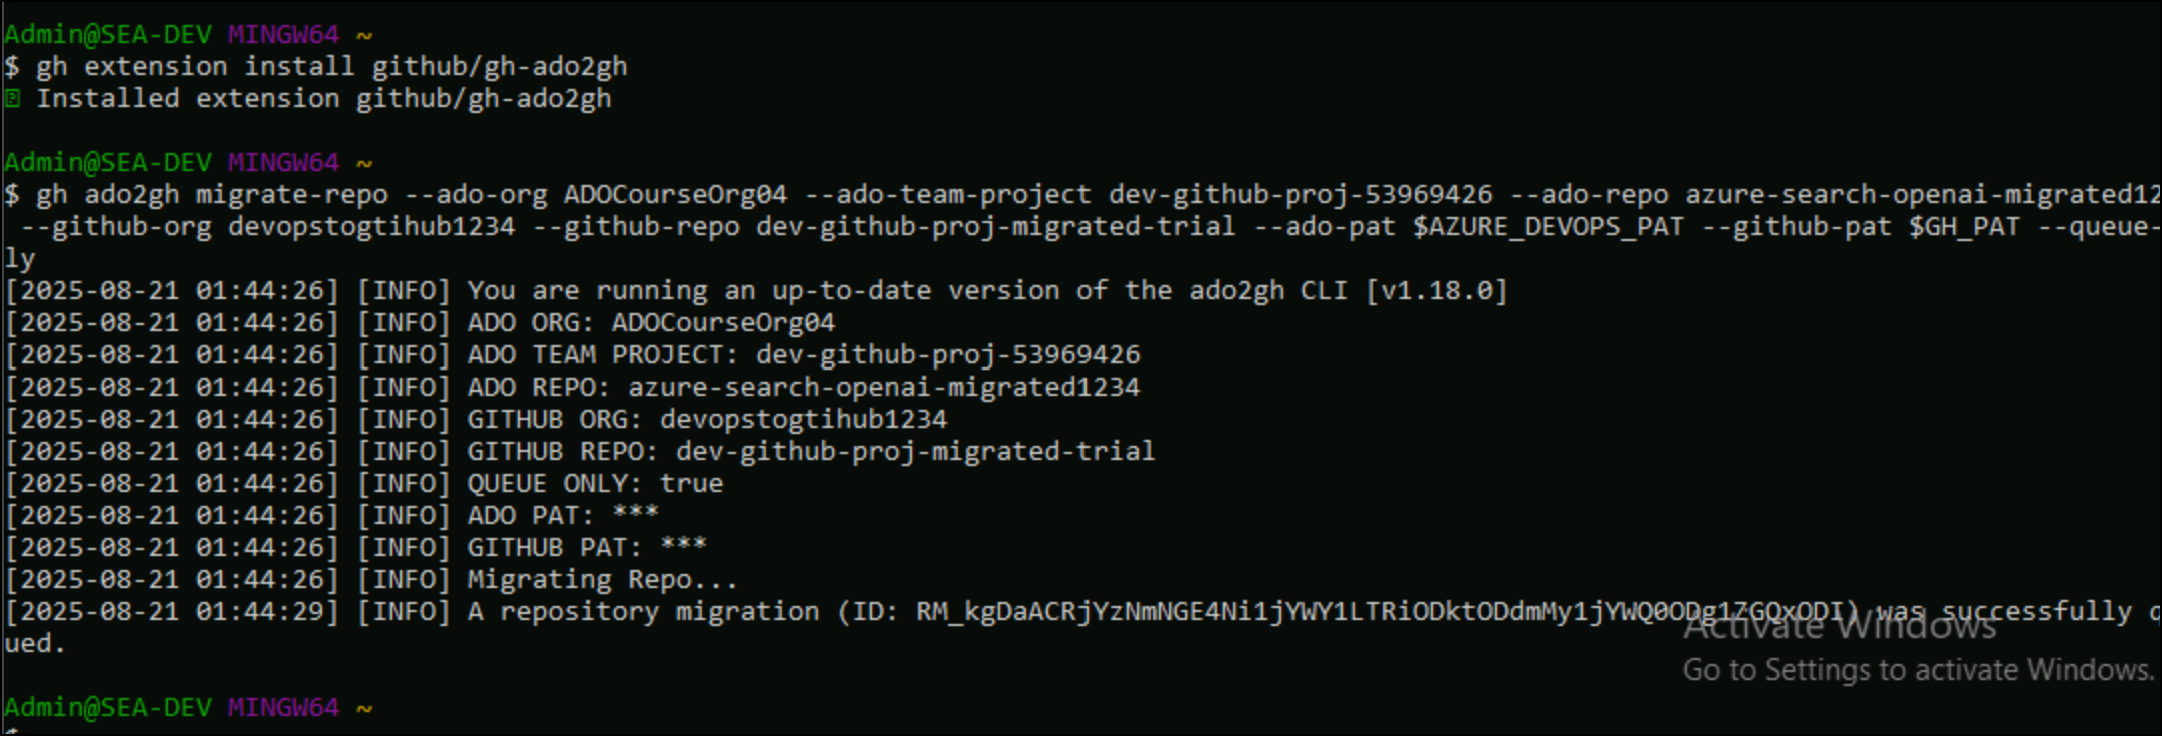 Admin@SEA-DEV MINGW64 ~
$ gh extension install github/gh-ado2gh
Installed extension github/gh-ado2gh
Admin@SEA-DEV MINGW64 ~
$ gh ado2gh migrate-repo --ado-org ADOCourseOrg04 --ado-team-project dev-github-proj-53969426 --ado-repo azure-search-openai-migrated12
--github-org devopstogtihub1234 --github-repo dev-github-proj-migrated-trial --ado-pat $AZURE_DEVOPS_PAT --github-pat $GH_PAT --queue-
ly
[2025-08-21 01:44:26] [INFO] You are running an up-to-date version of the ado2gh CLI [v1.18.0]
[2025-08-21 01:44:26] [INFO] ADO ORG: ADOCourseOrg04
[2025-08-21 01:44:26] [INFO] ADO TEAM PROJECT: dev-github-proj-53969426
[2025-08-21 01:44:26] [INFO] ADO REPO: azure-search-openai-migrated1234
[2025-08-21 01:44:26] [INFO] GITHUB ORG: devopstogtihub1234
[2025-08-21 01:44:26] [INFO] GITHUB REPO: dev-github-proj-migrated-trial
[2025-08-21 01:44:26] [INFO] QUEUE ONLY: true
[2025-08-21 01:44:26] [INFO] ADO PAT: ***
[2025-08-21 01:44:26] [INFO] GITHUB PAT: ***
[2025-08-21 01:44:26] [INFO] Migrating Repo...
[2025-08-21 01:44:29] [INFO] A repository migration (ID: RM_kgDaACRjYzNmNGE4Ni1jYWY1LTRiODktODdmMy1jYWQ0ODg1ZGQxODI) was successfully q
ued.
Activate Windows
Go to Settings to activate Windows.
Admin@SEA-DEV MINGW64 ~
$